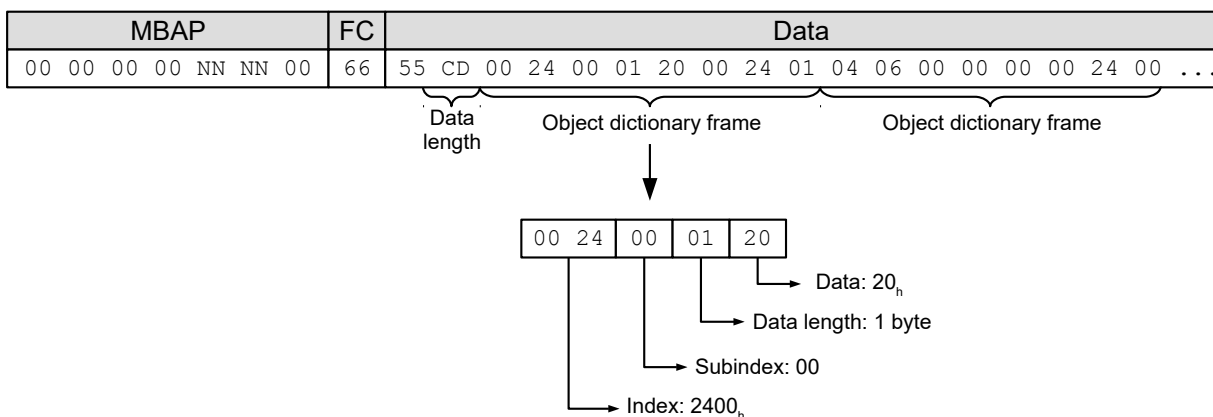 MBAP FC Data
00 00 00 00 NN NN 00 66 55 CD 00 24 00 01 20 00 24 01 04 06 00 00 00 00 24 00 ...
Data
length
Object dictionary frame
Object dictionary frame
00 24 00 01 20
Data: 20h
Data length: 1 byte
Subindex: 00
Index: 2400h